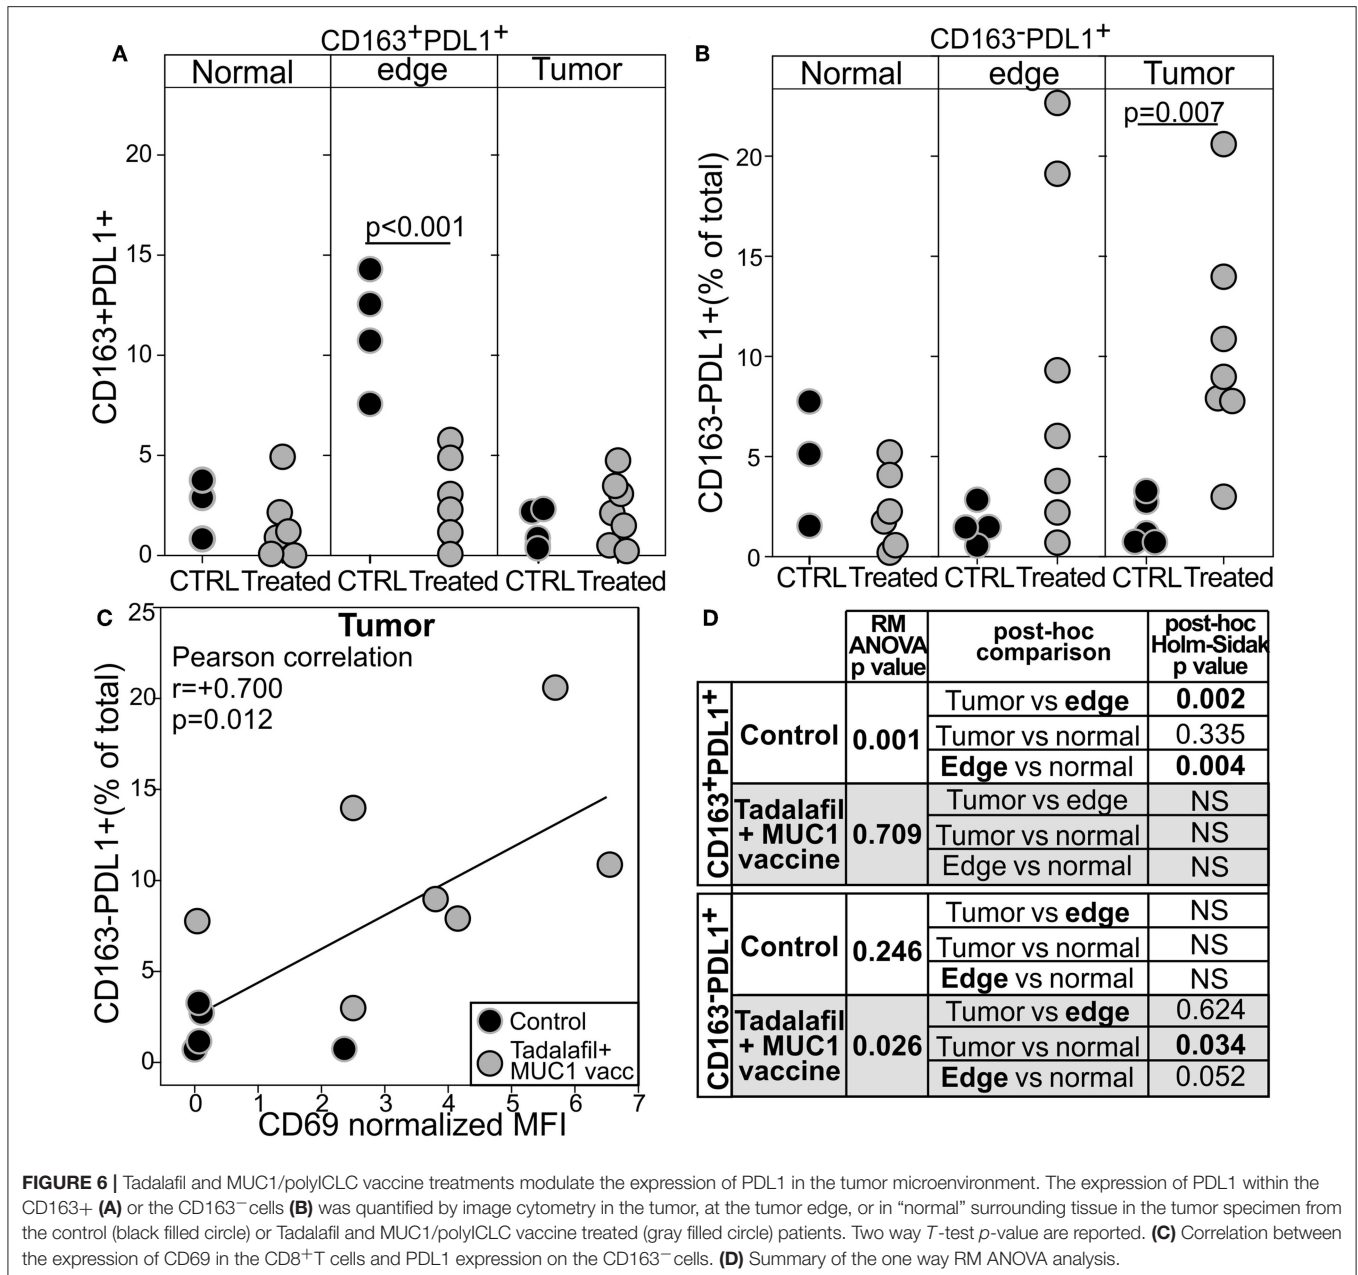 A
CD163+PDL1+
Normal
edge
Tumor
CD163+PDL1+
20
15
10
5
0
p<0.001
CTRL Treated CTRL Treated CTRL Treated
B
CD163-PDL1+
Normal
edge
Tumor
CD163-PDL1+(% of total)
20
15
10
5
0
p=0.007
CTRL Treated CTRL Treated CTRL Treated
C
Tumor
Pearson correlation
r=+0.700
p=0.012
CD163-PDL1+(% of total)
25
20
15
10
5
0
Control
Tadalafil+
MUC1 vacc
0 1 2 3 4 5 6 7
CD69 normalized MFI
D
RM ANOVA p value
post-hoc comparison
post-hoc Holm-Sidak p value
CD163+PDL1+
Control 0.001
Tumor vs edge 0.002
Tumor vs normal 0.335
Edge vs normal 0.004
Tadalafil + MUC1 vaccine 0.709
Tumor vs edge NS
Tumor vs normal NS
Edge vs normal NS
CD163-PDL1+
Control 0.246
Tumor vs edge NS
Tumor vs normal NS
Edge vs normal NS
Tadalafil + MUC1 vaccine 0.026
Tumor vs edge 0.624
Tumor vs normal 0.034
Edge vs normal 0.052
FIGURE 6 | Tadalafil and MUC1/polyICLC vaccine treatments modulate the expression of PDL1 in the tumor microenvironment. The expression of PDL1 within the
CD163+ (A) or the CD163− cells (B) was quantified by image cytometry in the tumor, at the tumor edge, or in “normal” surrounding tissue in the tumor specimen from
the control (black filled circle) or Tadalafil and MUC1/polyICLC vaccine treated (gray filled circle) patients. Two way T-test p-value are reported. (C) Correlation between
the expression of CD69 in the CD8+T cells and PDL1 expression on the CD163− cells. (D) Summary of the one way RM ANOVA analysis.